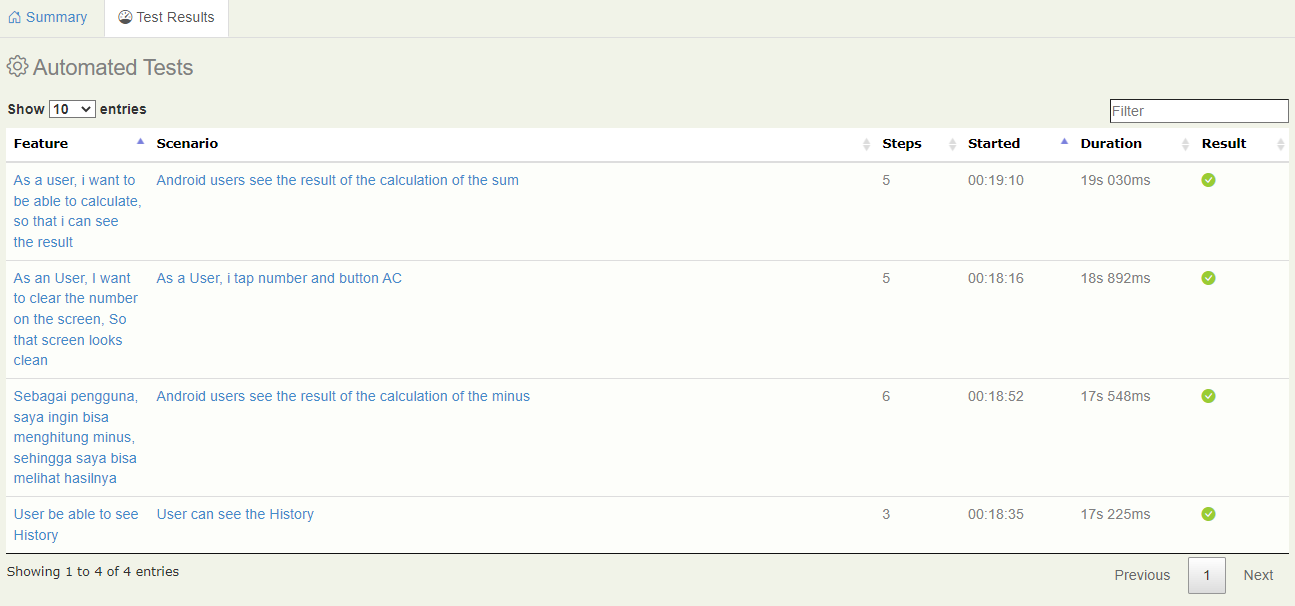 Summary Test Results
Automated Tests
Show 10 entries
Filter
Feature Scenario Steps Started Duration Result
As a user, i want to Android users see the result of the calculation of the sum 5 00:19:10 19s 030ms
be able to calculate,
so that i can see
the result
As an User, I want As a User, i tap number and button AC 5 00:18:16 18s 892ms
to clear the number
on the screen, So
that screen looks
clean
Sebagai pengguna, Android users see the result of the calculation of the minus 6 00:18:52 17s 548ms
saya ingin bisa
menghitung minus,
sehingga saya bisa
melihat hasilnya
User be able to see User can see the History 3 00:18:35 17s 225ms
History
Showing 1 to 4 of 4 entries
Previous 1 Next